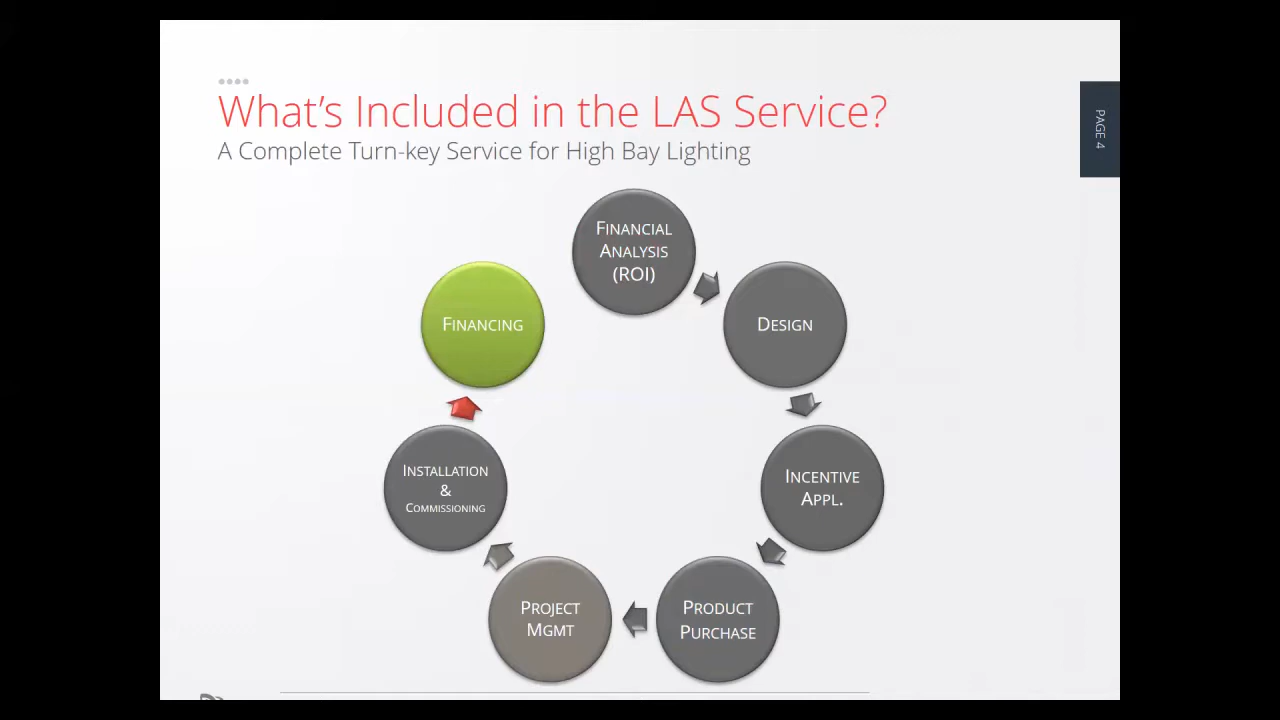 What's Included in the LAS Service?
A Complete Turn-key Service for High Bay Lighting
PAGE 4
FINANCIAL
ANALYSIS
(ROI)
DESIGN
INCENTIVE
APPL.
PRODUCT
PURCHASE
PROJECT
MGMT
INSTALLATION
&
COMMISSIONING
FINANCING